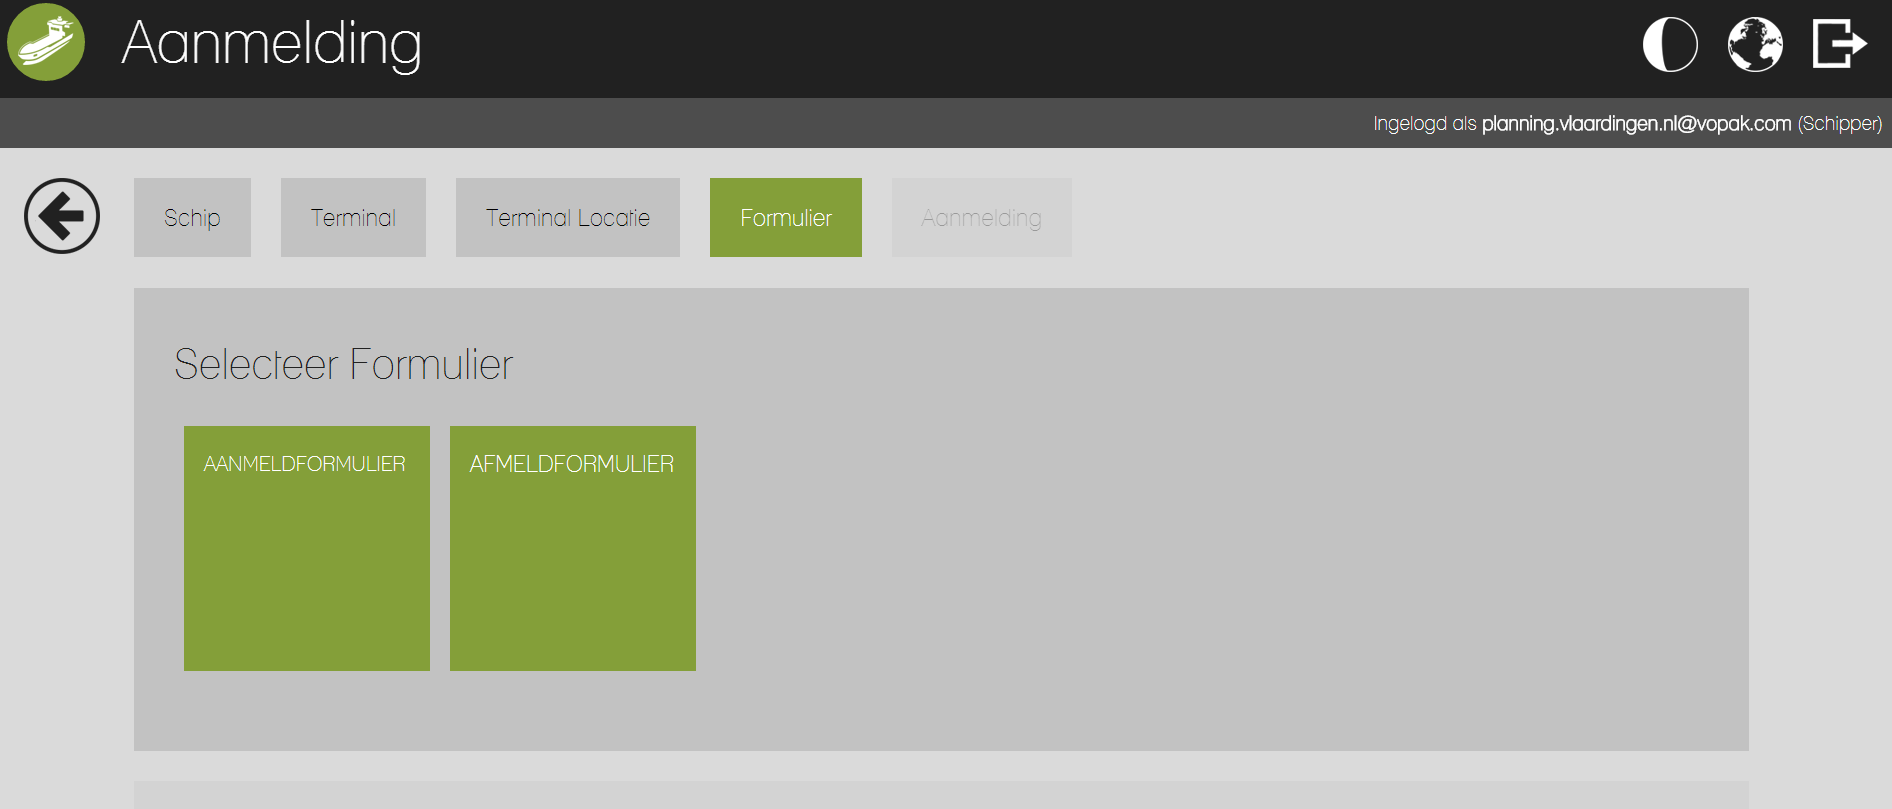 Aanmelding
Ingelogd als planning.vlaardingen.nl@vopak.com (Schipper)
Schip
Terminal
Terminal Locatie
Formulier
Aanmelding
Selecteer Formulier
AANMELDFORMULIER
AFMELDFORMULIER